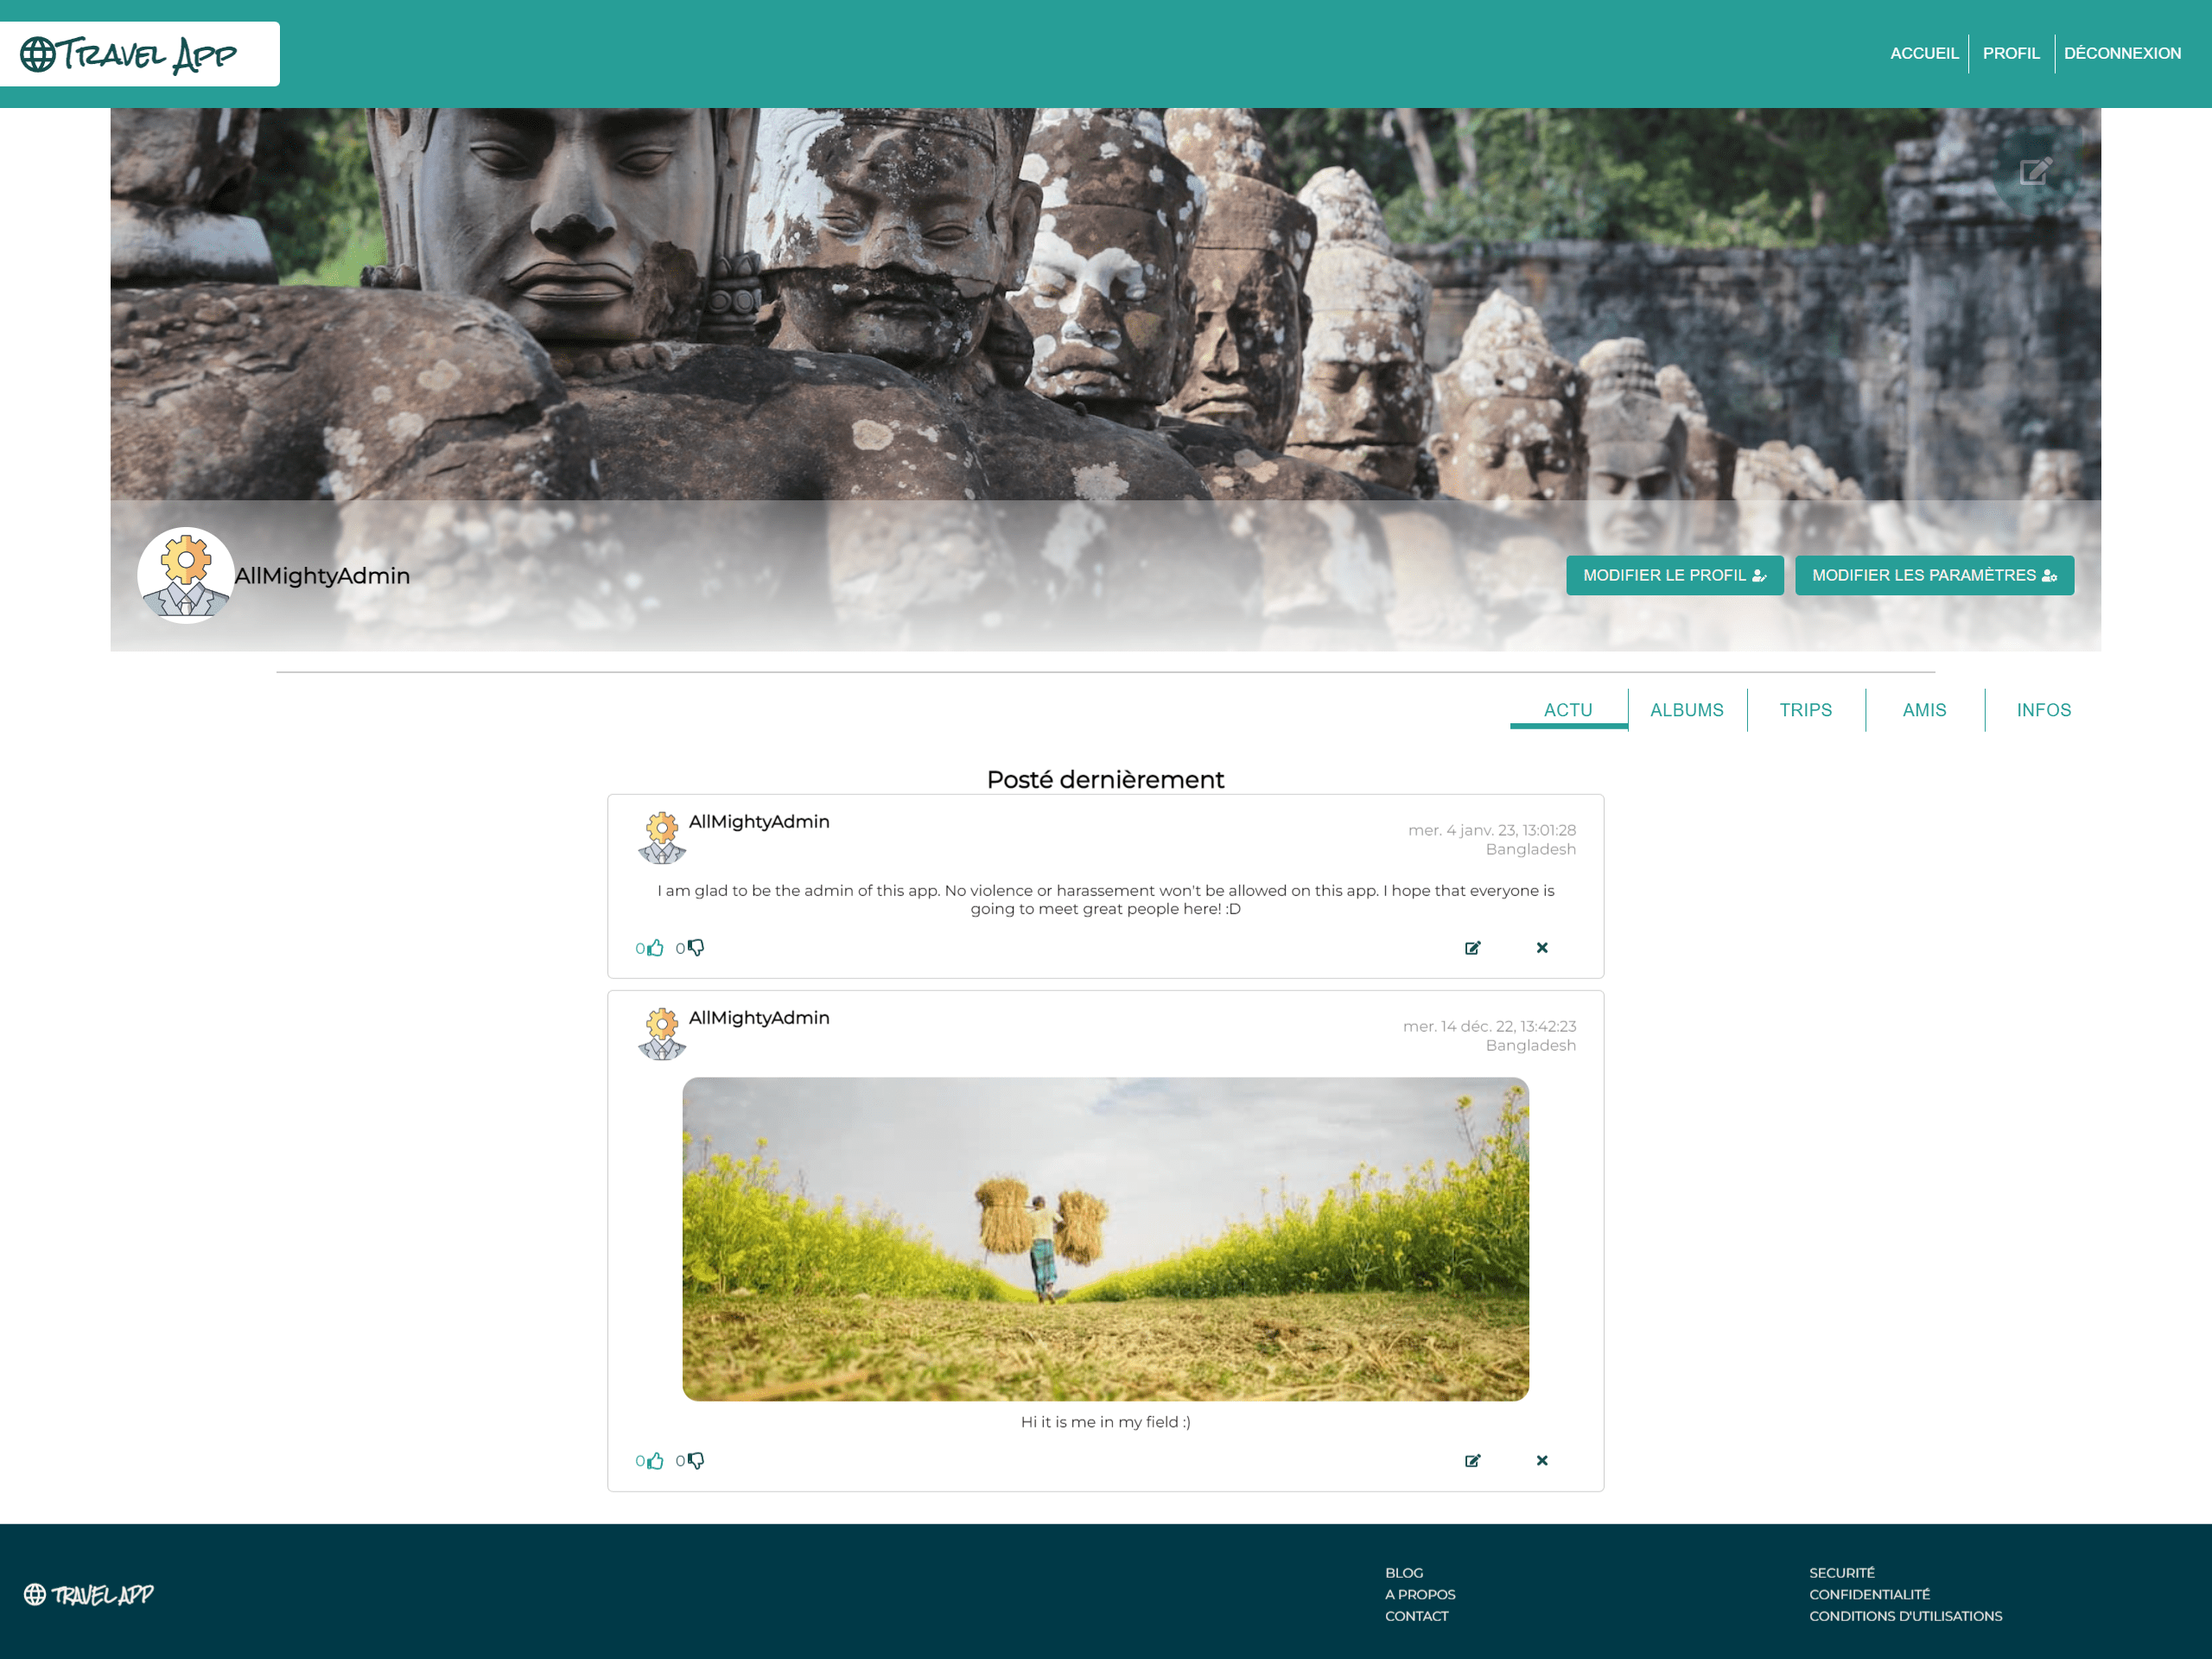 Travel App
ACCUEIL
PROFIL
DÉCONNEXION
AllMightyAdmin
MODIFIER LE PROFIL
MODIFIER LES PARAMÈTRES
ACTU
ALBUMS
TRIPS
AMIS
INFOS
Posté dernièrement
AllMightyAdmin
mer. 4 janv. 23, 13:01:28
Bangladesh
I am glad to be the admin of this app. No violence or harassement won't be allowed on this app. I hope that everyone is
going to meet great people here! :D
0 0
AllMightyAdmin
mer. 14 déc. 22, 13:42:23
Bangladesh
Hi it is me in my field :)
0 0
TRAVEL APP
BLOG
A PROPOS
CONTACT
SECURITÉ
CONFIDENTIALITÉ
CONDITIONS D'UTILISATIONS